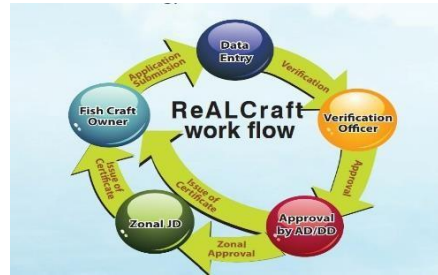 Data
Entry
Application
Submission
Verification
Fish Craft
Owner
ReALCraft
work flow
Verification
Officer
Issue of
Certificate
Issue of
Certificate
Approval
Zonal JD
Zonal
Approval
Approval
by AD/DD